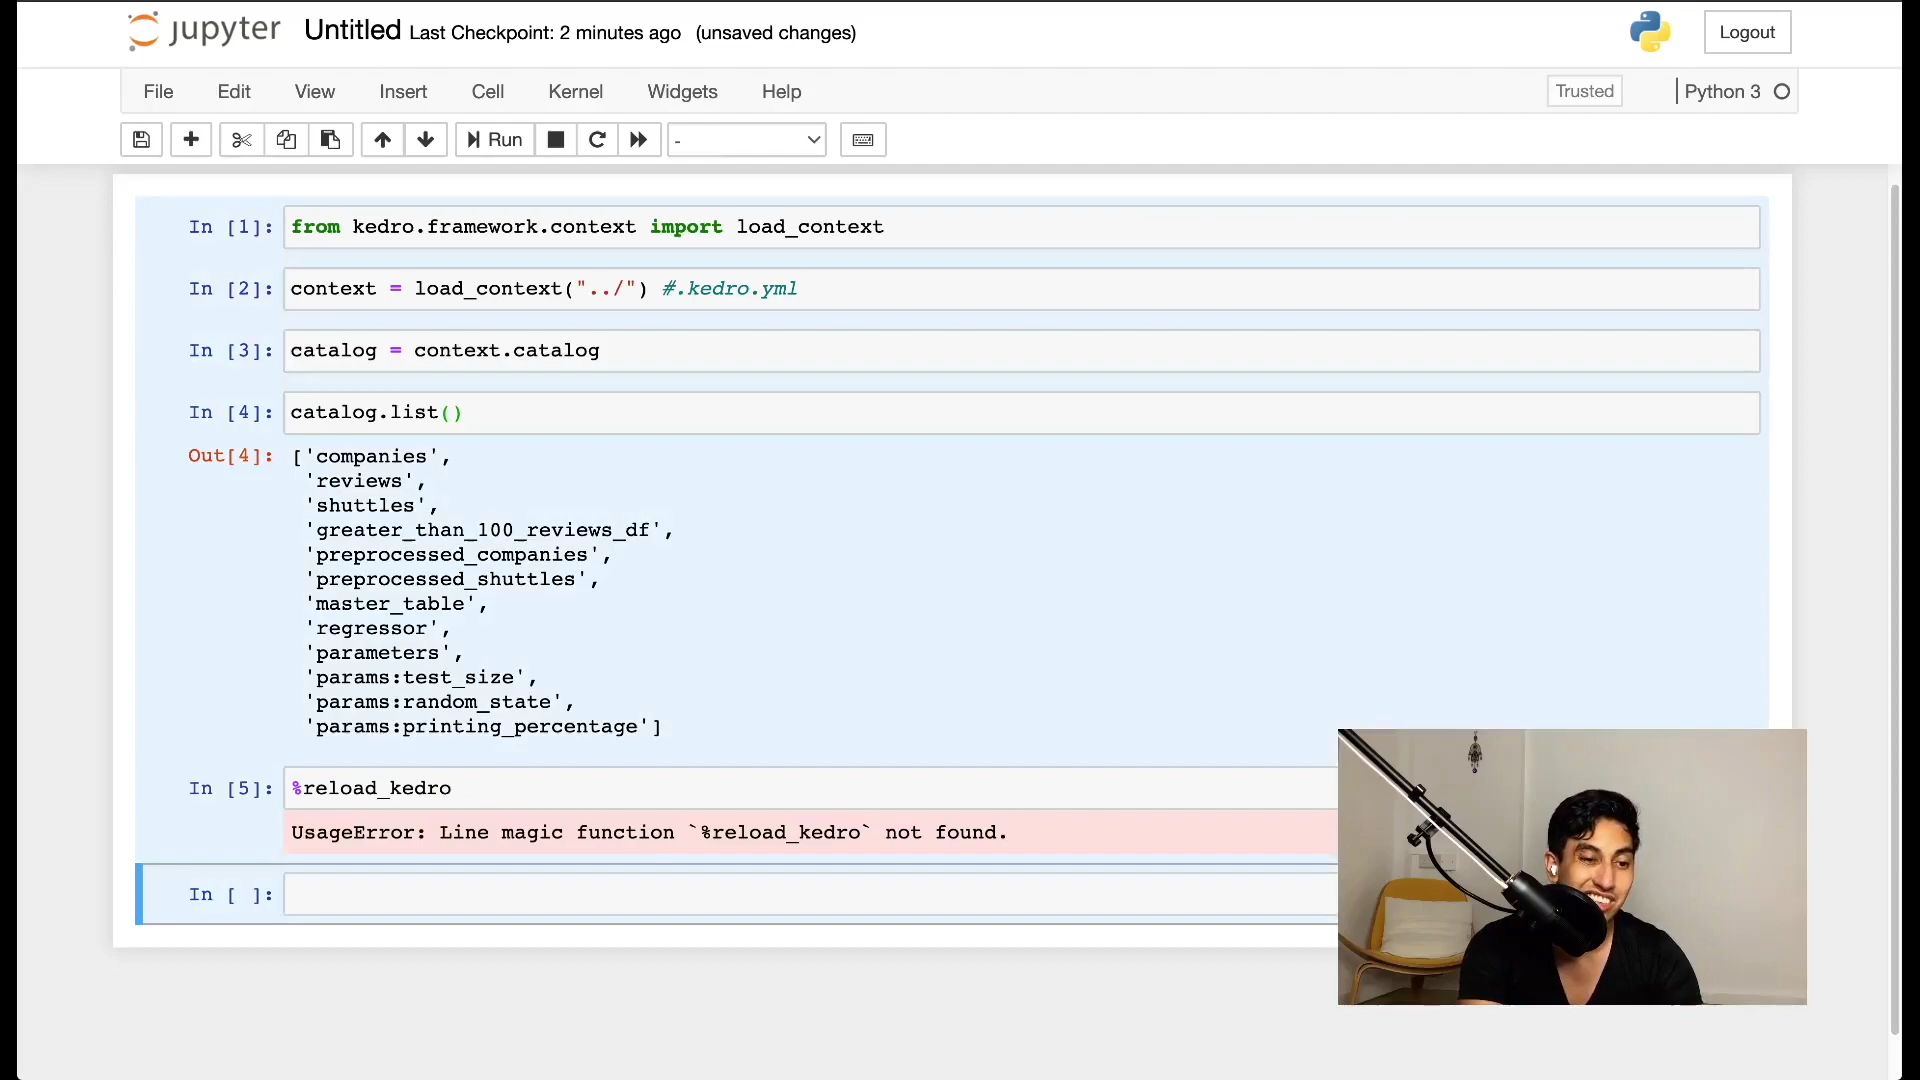 jupyter Untitled Last Checkpoint: 2 minutes ago (unsaved changes) Logout
File Edit View Insert Cell Kernel Widgets Help Trusted Python 3
Run -
In [1]: from kedro.framework.context import load_context
In [2]: context = load_context("../") #.kedro.yml
In [3]: catalog = context.catalog
In [4]: catalog.list()
Out[4]: ['companies',
'reviews',
'shuttles',
'greater_than_100_reviews_df',
'preprocessed_companies',
'preprocessed_shuttles',
'master_table',
'regressor',
'parameters',
'params:test_size',
'params:random_state',
'params:printing_percentage']
In [5]: %reload_kedro
UsageError: Line magic function `%reload_kedro` not found.
In [ ]: